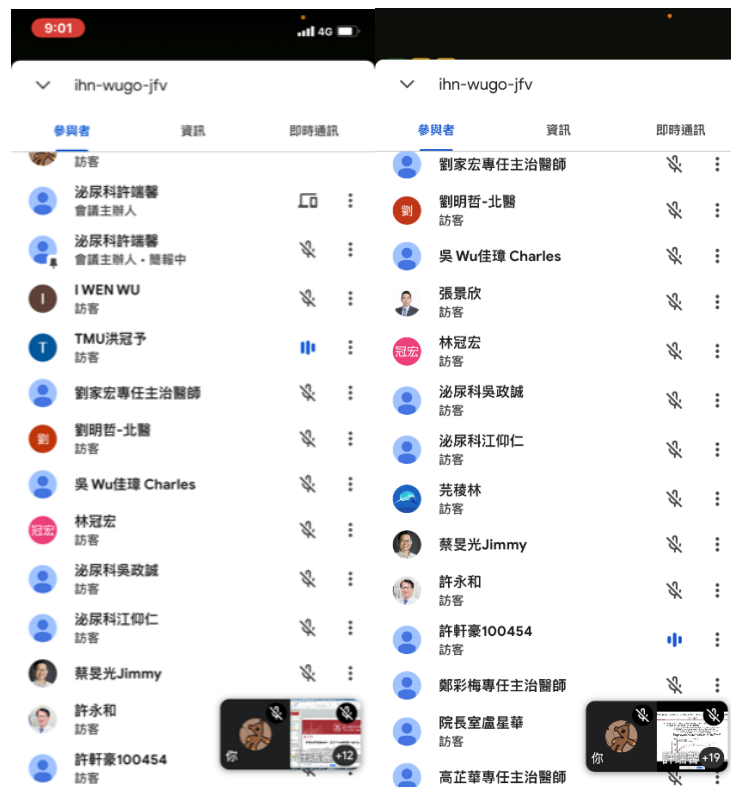 9:01
4G
ihn-wugo-jfv
參與者
資訊
即時通訊
訪客
泌尿科許端馨
會議主辦人
泌尿科許端馨
會議主辦人・簡報中
I
I WEN WU
訪客
T
TMU洪冠予
訪客
劉家宏專任主治醫師
劉
劉明哲-北醫
訪客
吳 Wu佳璋 Charles
冠宏
林冠宏
訪客
泌尿科吳政誠
訪客
泌尿科江仰仁
訪客
蔡旻光Jimmy
許永和
訪客
許軒豪100454
訪客
你
+12
ihn-wugo-jfv
參與者
資訊
即時通訊
劉家宏專任主治醫師
劉
劉明哲-北醫
訪客
吳 Wu佳璋 Charles
張景欣
訪客
冠宏
林冠宏
訪客
泌尿科吳政誠
訪客
泌尿科江仰仁
訪客
芫稜林
訪客
蔡旻光Jimmy
許永和
訪客
許軒豪100454
訪客
鄭彩梅專任主治醫師
院長室盧星華
訪客
高芷華專任主治醫師
你
許端馨
+19